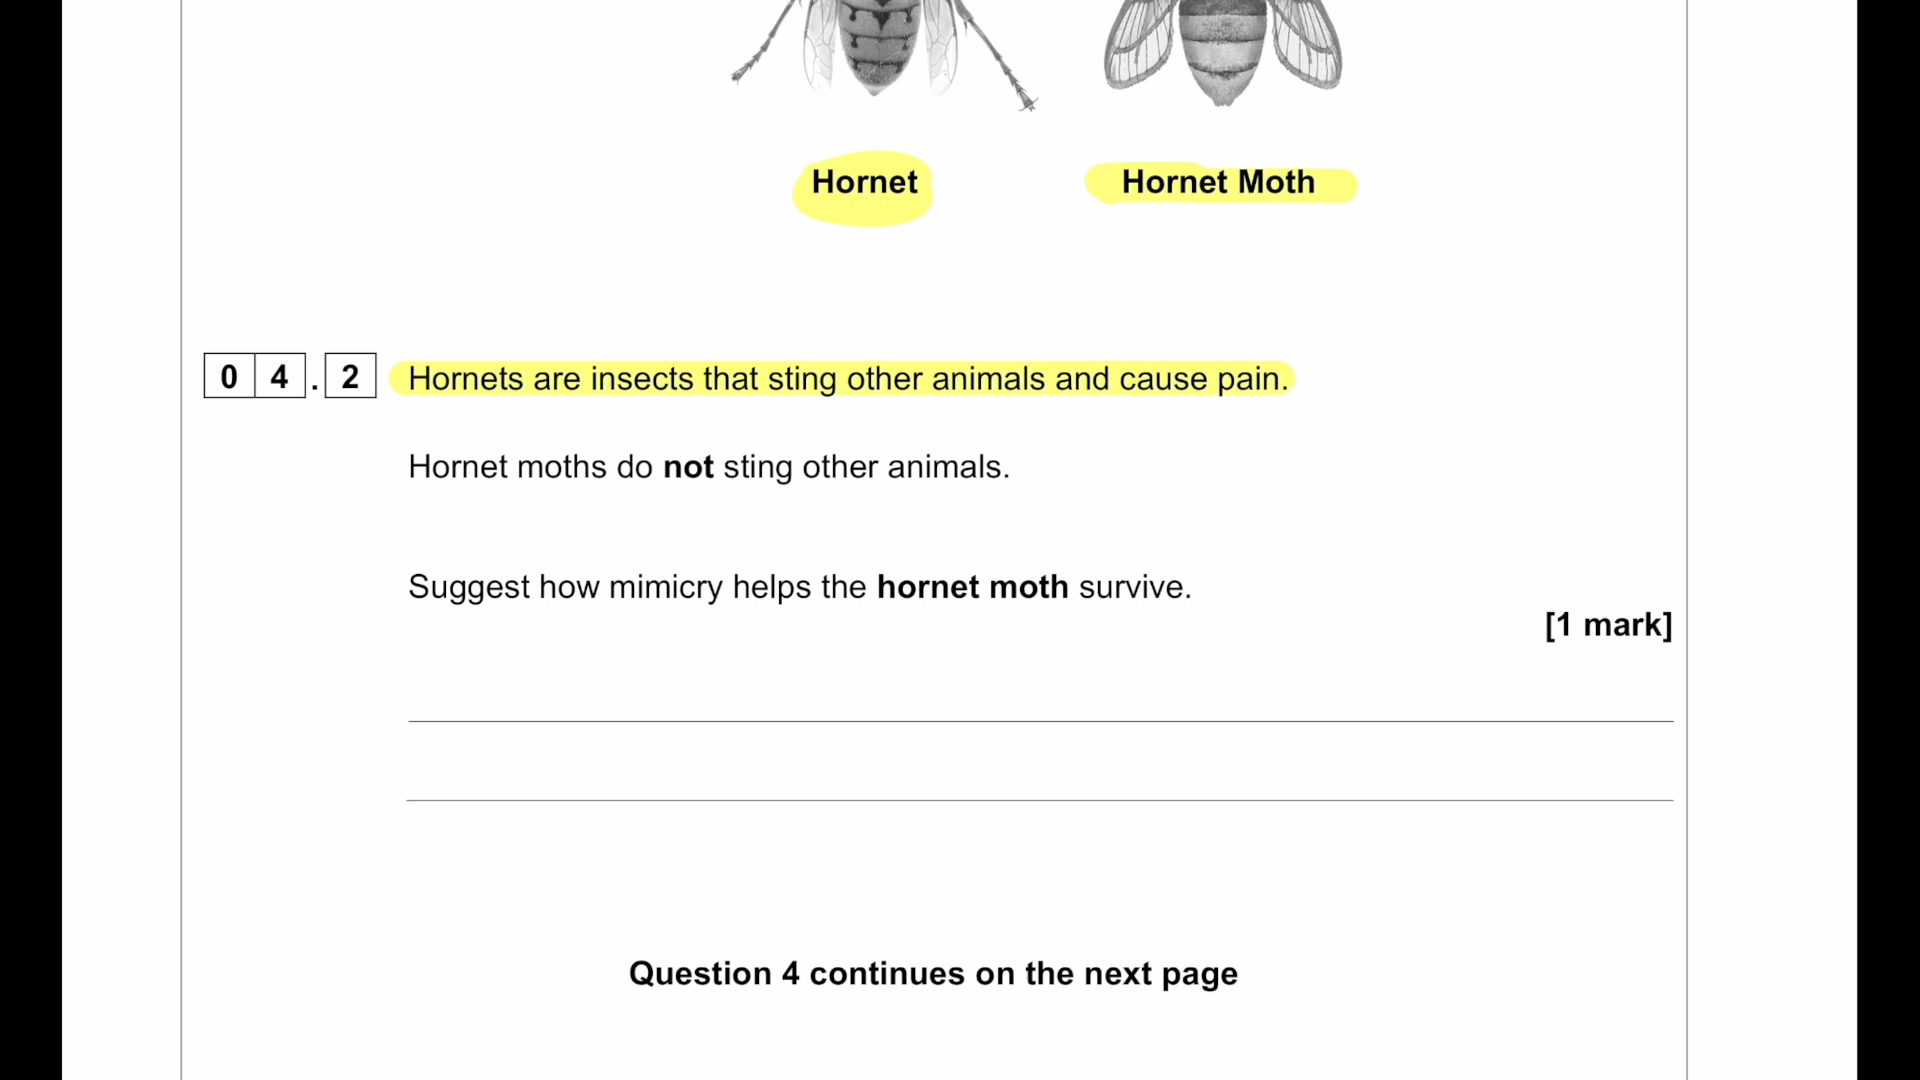 Hornet Hornet Moth
04.2 Hornets are insects that sting other animals and cause pain.
Hornet moths do not sting other animals.
Suggest how mimicry helps the hornet moth survive.
[1 mark]
Question 4 continues on the next page